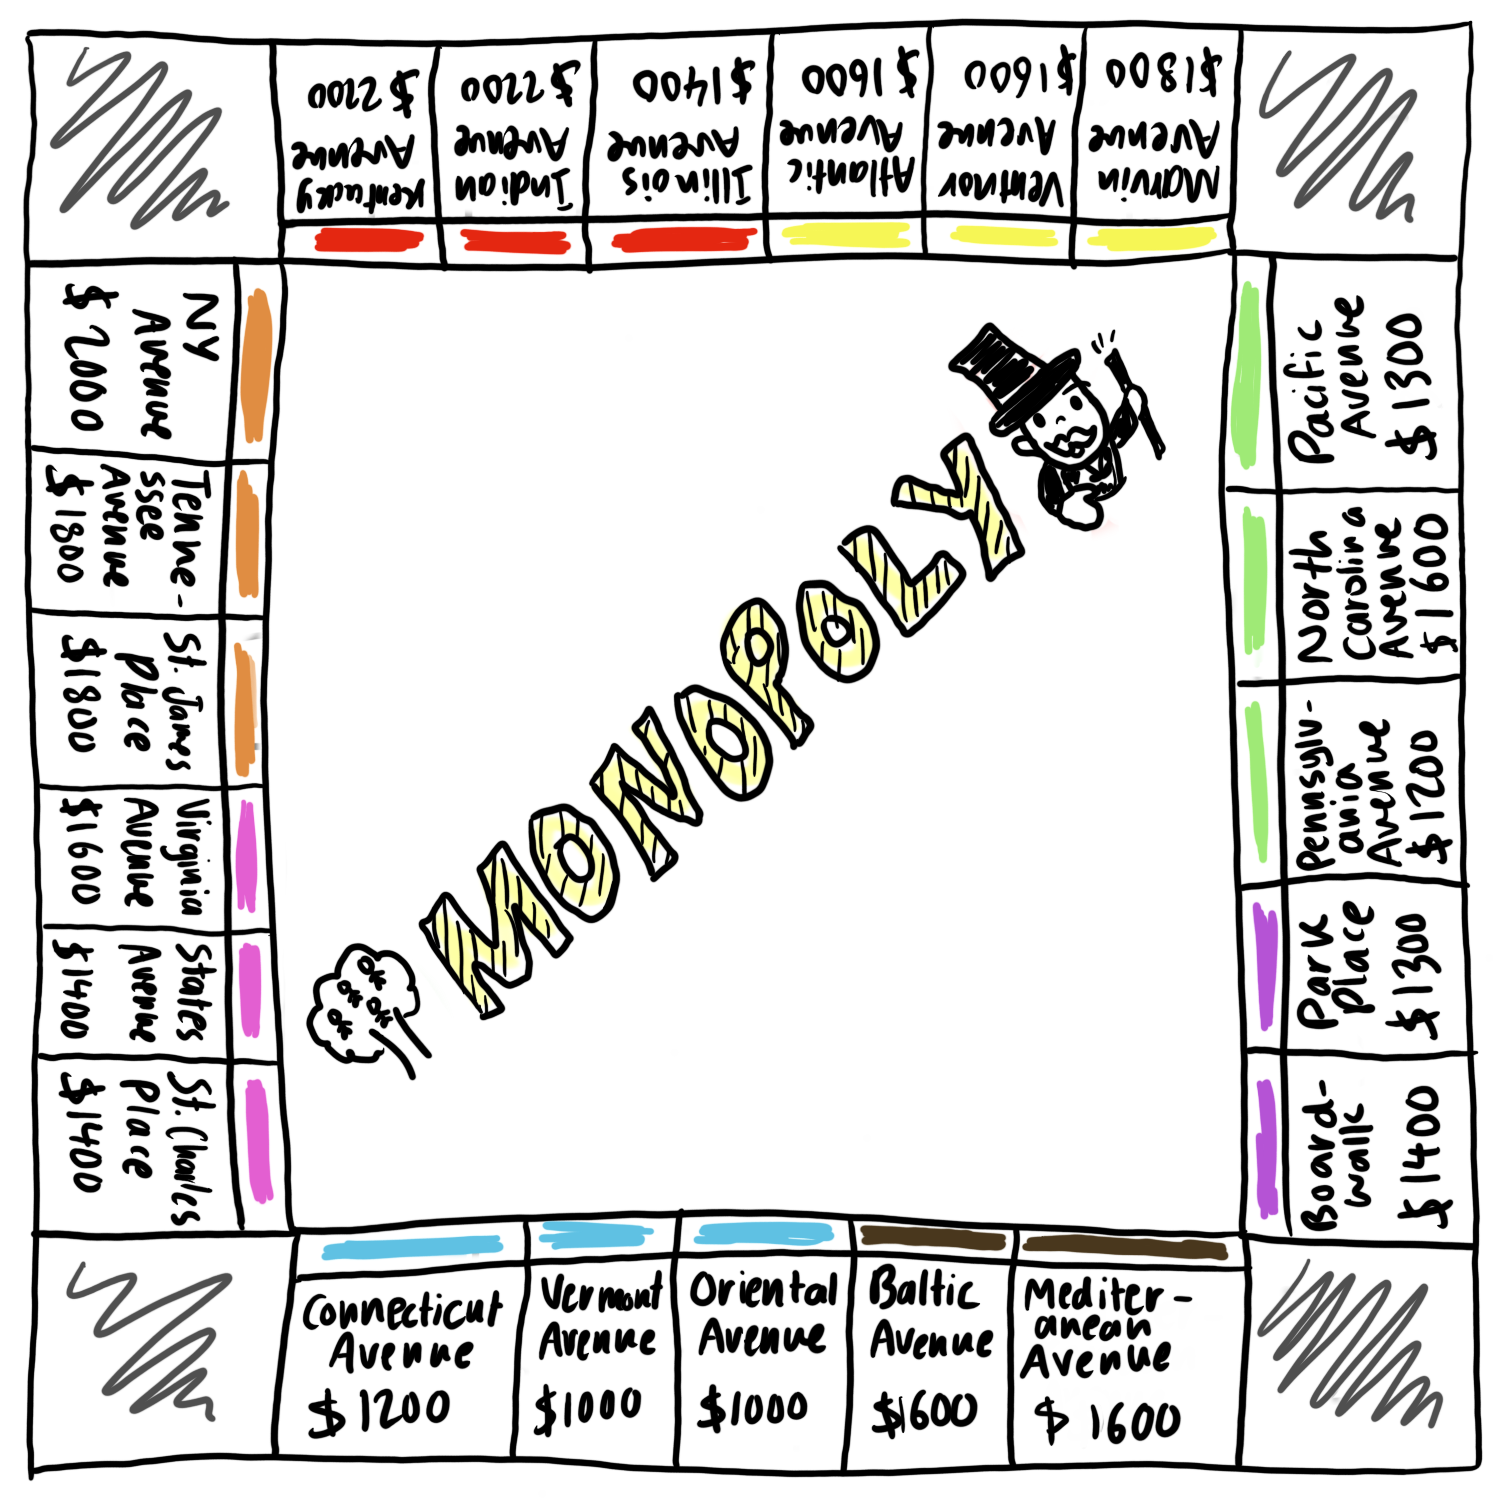 Kentucky
Avenue
$2200
Indian
Avenue
$2200
Illinois
Avenue
$1400
Atlantic
Avenue
$1600
Ventnor
Avenue
$1600
Marvin
Avenue
$1800
Pacific
Avenue
$1300
North
Carolina
Avenue
$1600
Pennsylv-
ania
Avenue
$1200
Park
Place
$1300
Board-
walk
$1400
Mediter-
anean
Avenue
$1600
Baltic
Avenue
$1600
Oriental
Avenue
$1000
Vermont
Avenue
$1000
Connecticut
Avenue
$1200
St. Charles
Place
$1400
States
Avenue
$1400
Virginia
Avenue
$1600
St. James
Place
$1800
Tenne-
ssee
Avenue
$1800
NY
Avenue
$2000
MONOPOLY